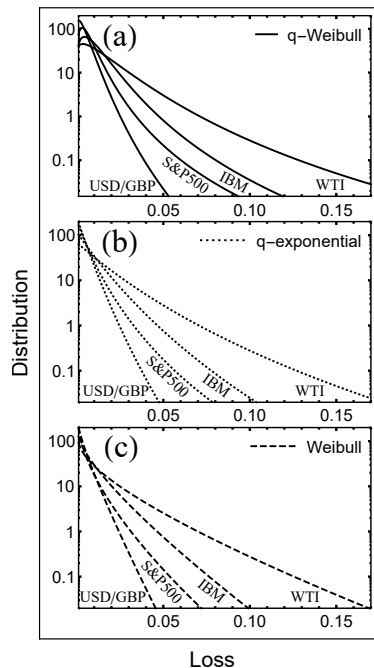 (a)
q-Weibull
100
10
1
0.1
USD/GBP
S&P500
IBM
WTI
0.05
0.10
0.15
(b)
q-exponential
100
10
1
0.1
USD/GBP
S&P500
IBM
WTI
0.05
0.10
0.15
(c)
Weibull
100
10
1
0.1
USD/GBP
S&P500
IBM
WTI
0.05
0.10
0.15
Distribution
Loss